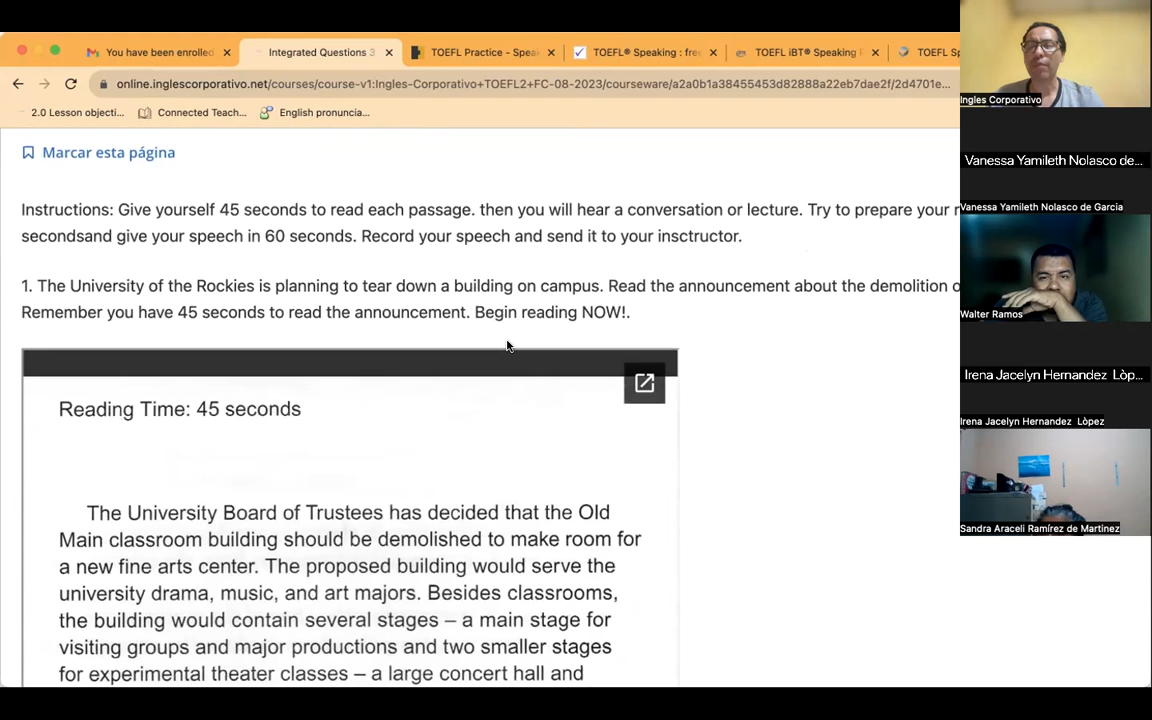 You have been enrolled
Integrated Questions 3
TOEFL Practice - Spea
TOEFL® Speaking : fre
TOEFL iBT® Speaking
TOEFL Sp
online.inglescorporativo.net/courses/course-v1:Ingles-Corporativo+TOEFL2+FC-08-2023/courseware/a2a0b1a38455453d82888a22eb7dae2f/2d4701e...
2.0 Lesson objecti...
Connected Teach...
English pronuncia...
Marcar esta página
Instructions: Give yourself 45 seconds to read each passage. then you will hear a conversation or lecture. Try to prepare your
secondsand give your speech in 60 seconds. Record your speech and send it to your insctructor.
1. The University of the Rockies is planning to tear down a building on campus. Read the announcement about the demolition
Remember you have 45 seconds to read the announcement. Begin reading NOW!.
Reading Time: 45 seconds
The University Board of Trustees has decided that the Old
Main classroom building should be demolished to make room for
a new fine arts center. The proposed building would serve the
university drama, music, and art majors. Besides classrooms,
the building would contain several stages – a main stage for
visiting groups and major productions and two smaller stages
for experimental theater classes – a large concert hall and
Ingles Corporativo
Vanessa Yamileth Nolasco de...
Vanessa Yamileth Nolasco de Garcia
Walter Ramos
Irena Jacelyn Hernandez Lòp...
Irena Jacelyn Hernandez Lòpez
Sandra Araceli Ramírez de Martinez